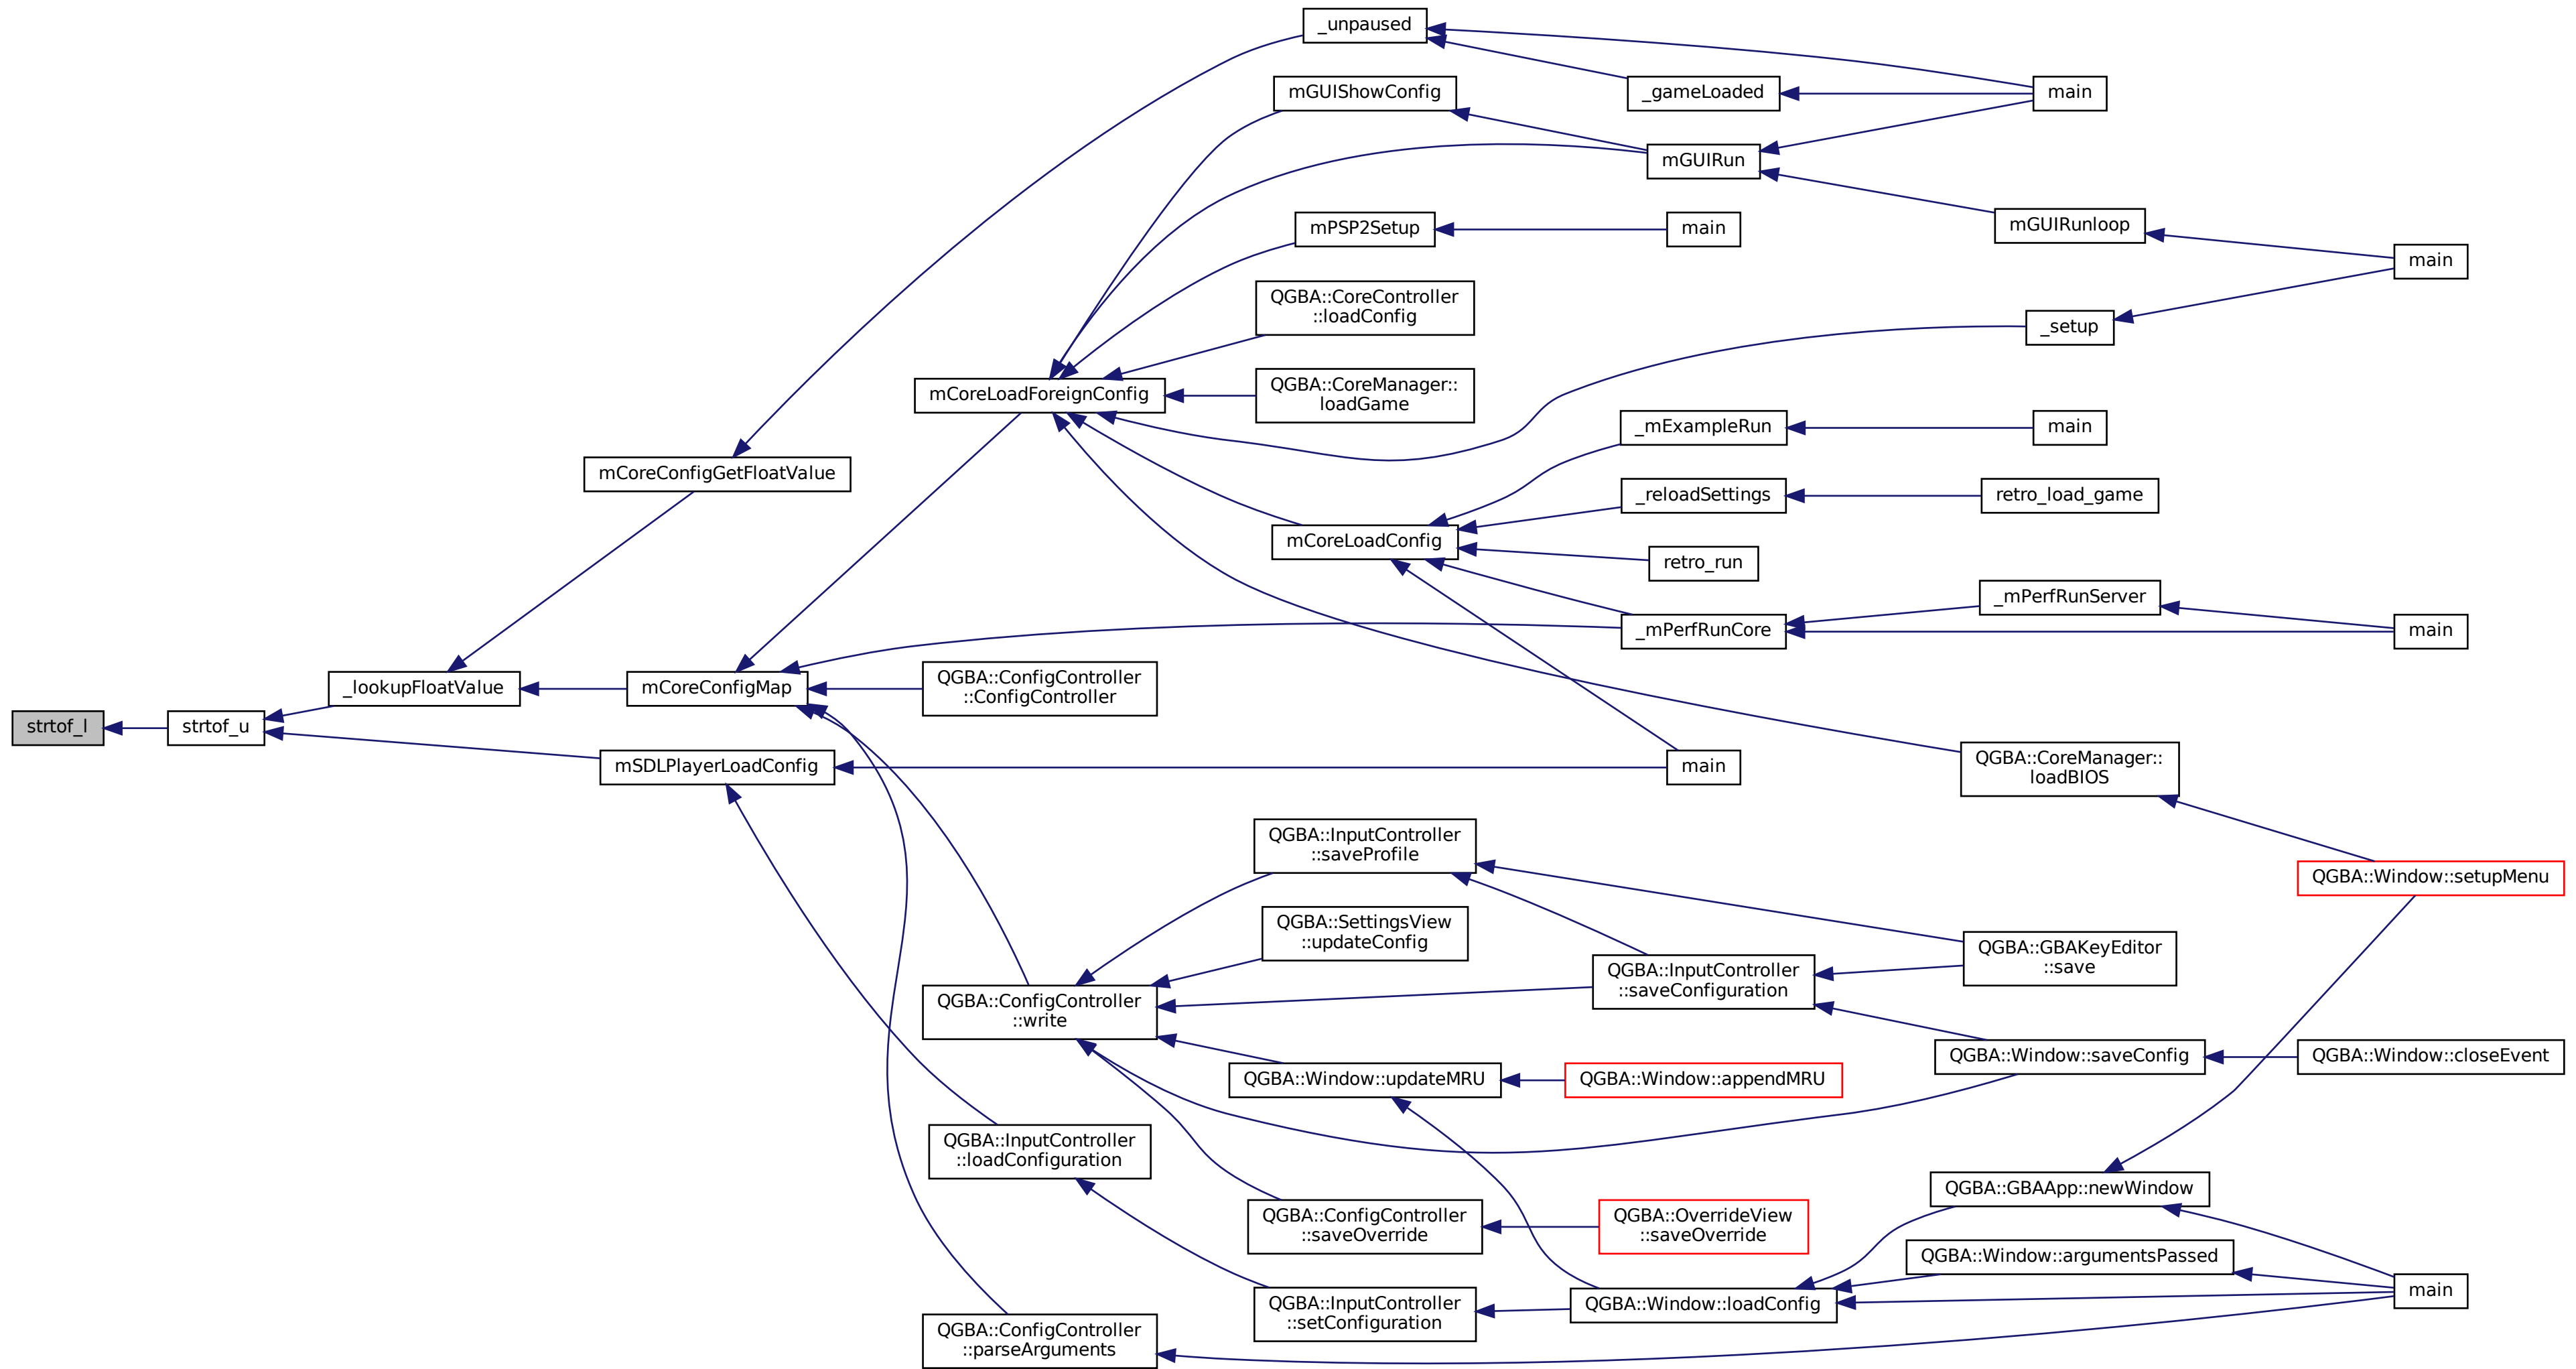 _unpaused
mGUIShowConfig
_gameLoaded
main
mGUIRun
mPSP2Setup
main
mGUIRunloop
main
QGBA::CoreController
::loadConfig
_setup
mCoreLoadForeignConfig
QGBA::CoreManager::
loadGame
_mExampleRun
main
mCoreConfigGetFloatValue
_reloadSettings
retro_load_game
mCoreLoadConfig
retro_run
_mPerfRunServer
_mPerfRunCore
main
_lookupFloatValue
mCoreConfigMap
QGBA::ConfigController
::ConfigController
strtof_l
strtof_u
mSDLPlayerLoadConfig
main
QGBA::CoreManager::
loadBIOS
QGBA::InputController
::saveProfile
QGBA::Window::setupMenu
QGBA::SettingsView
::updateConfig
QGBA::GBAKeyEditor
::save
QGBA::InputController
::saveConfiguration
QGBA::ConfigController
::write
QGBA::Window::saveConfig
QGBA::Window::closeEvent
QGBA::Window::updateMRU
QGBA::Window::appendMRU
QGBA::InputController
::loadConfiguration
QGBA::GBAApp::newWindow
QGBA::ConfigController
::saveOverride
QGBA::OverrideView
::saveOverride
QGBA::Window::argumentsPassed
main
QGBA::InputController
::setConfiguration
QGBA::Window::loadConfig
QGBA::ConfigController
::parseArguments